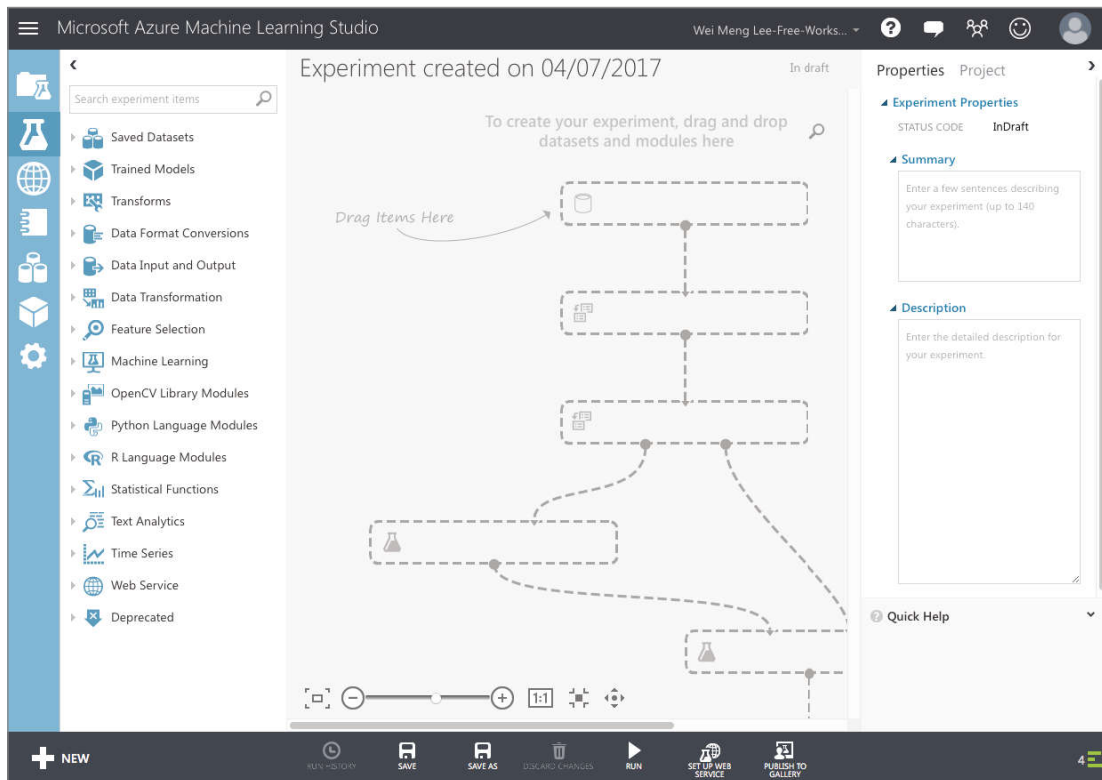 Microsoft Azure Machine Learning Studio
Wei Meng Lee-Free-Works...
Search experiment items
Saved Datasets
Trained Models
Transforms
Data Format Conversions
Data Input and Output
Data Transformation
Feature Selection
Machine Learning
OpenCV Library Modules
Python Language Modules
R Language Modules
Statistical Functions
Text Analytics
Time Series
Web Service
Deprecated
Experiment created on 04/07/2017
In draft
To create your experiment, drag and drop
datasets and modules here
Drag Items Here
1:1
Properties Project
Experiment Properties
STATUS CODE InDraft
Summary
Enter a few sentences describing
your experiment (up to 140
characters).
Description
Enter the detailed description for
your experiment.
Quick Help
NEW
RUN HISTORY
SAVE
SAVE AS
DISCARD CHANGES
RUN
SET UP WEB
SERVICE
PUBLISH TO
GALLERY
4